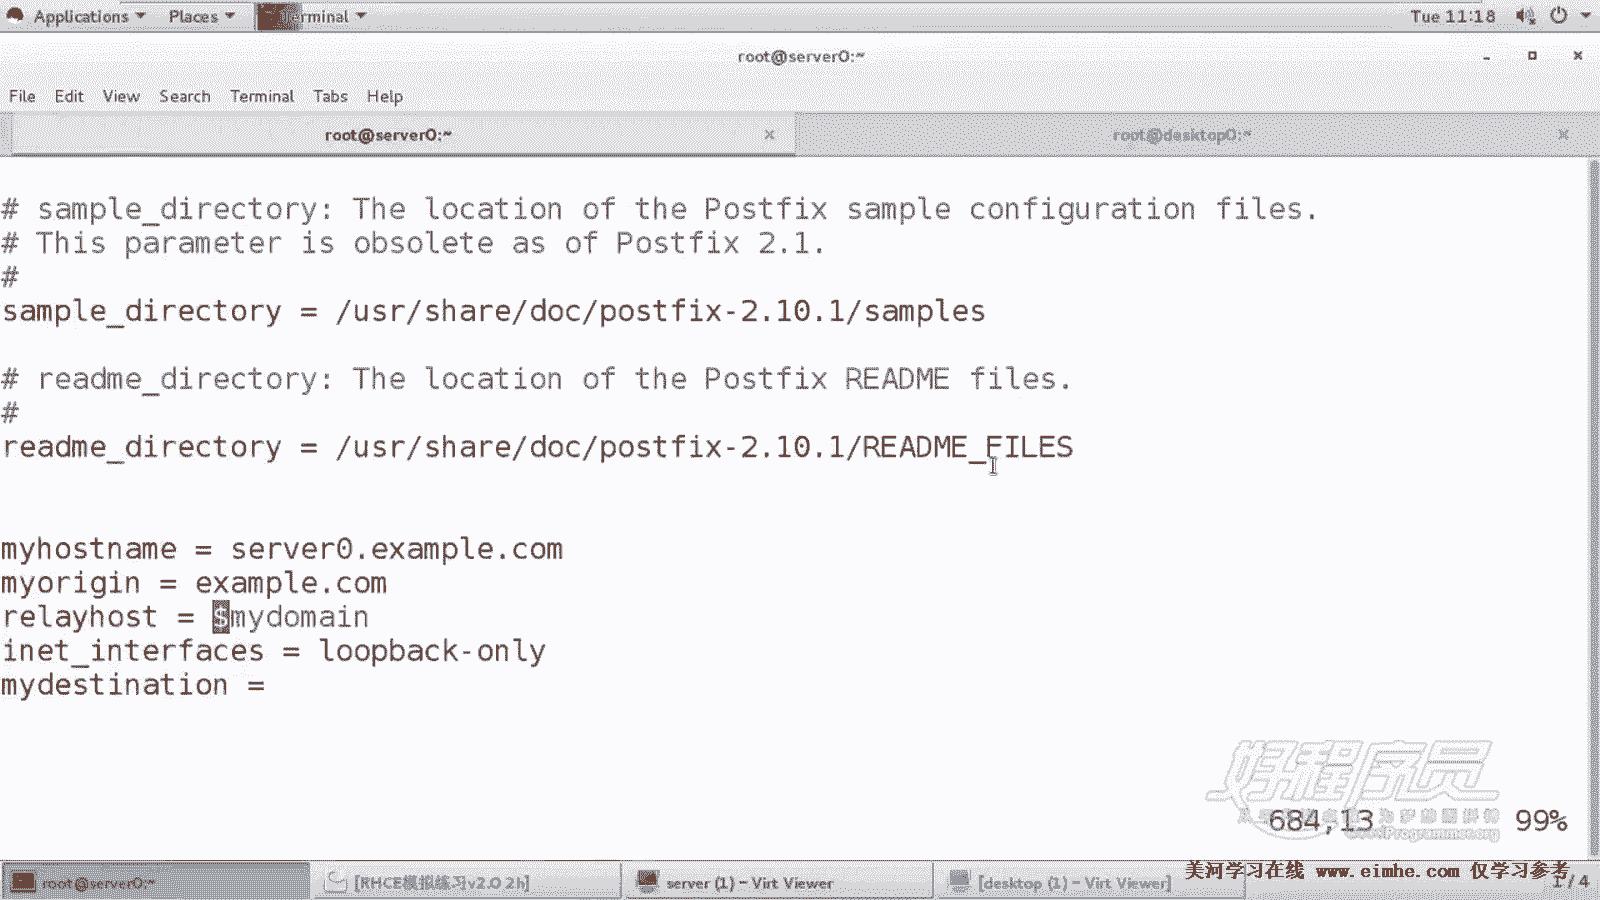 Applications Places Terminal Tue 11:18
root@server0:~
File Edit View Search Terminal Tabs Help
root@server0:~ root@desktop0:~
# sample_directory: The location of the Postfix sample configuration files.
# This parameter is obsolete as of Postfix 2.1.
#
sample_directory = /usr/share/doc/postfix-2.10.1/samples
# readme_directory: The location of the Postfix README files.
#
readme_directory = /usr/share/doc/postfix-2.10.1/README_FILES
myhostname = server0.example.com
myorigin = example.com
relayhost = $mydomain
inet_interfaces = loopback-only
mydestination =
好程序员
684,13 99%
美河学习在线 www.eimhe.com 仅学习参考
root@server0:~ [RHCE模拟练习v2.0 2h] server (1) – Virt Viewer [desktop (1) – Virt Viewer] 1 / 4